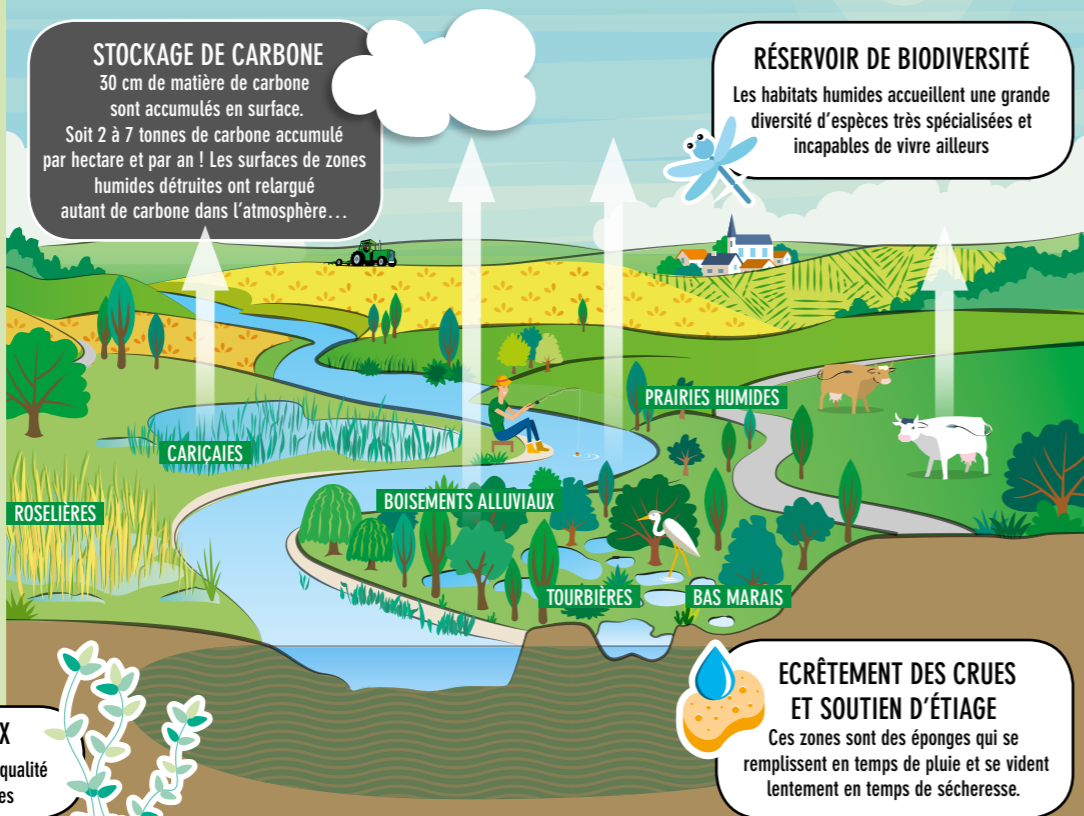 STOCKAGE DE CARBONE
30 cm de matière de carbone
sont accumulés en surface.
Soit 2 à 7 tonnes de carbone accumulé
par hectare et par an ! Les surfaces de zones
humides détruites ont relargué
autant de carbone dans l’atmosphère…
RÉSERVOIR DE BIODIVERSITÉ
Les habitats humides accueillent une grande
diversité d’espèces très spécialisées et
incapables de vivre ailleurs
PRAIRIES HUMIDES
CARIÇAIES
BOISEMENTS ALLUVIAUX
ROSELIÈRES
TOURBIÈRES
BAS MARAIS
ECRÊTEMENT DES CRUES
ET SOUTIEN D’ÉTIAGE
Ces zones sont des éponges qui se
remplissent en temps de pluie et se vident
lentement en temps de sécheresse.
X
qualité
es